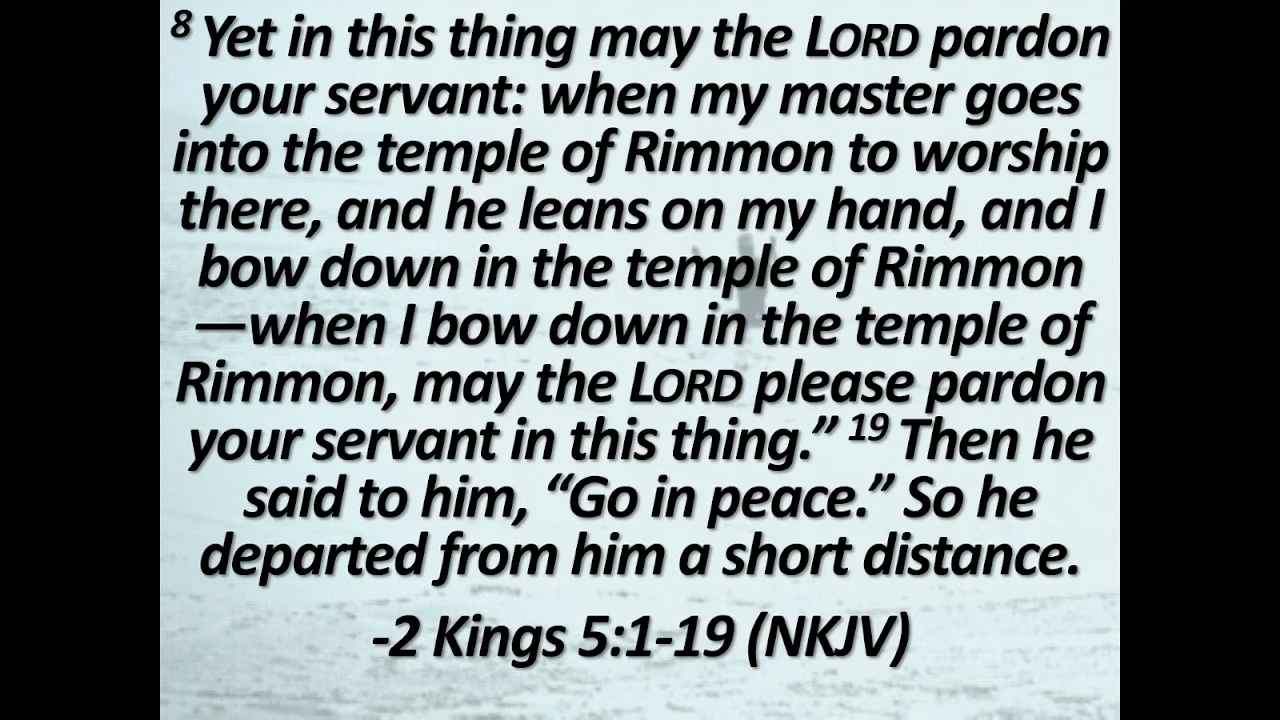 8 Yet in this thing may the LORD pardon
your servant: when my master goes
into the temple of Rimmon to worship
there, and he leans on my hand, and I
bow down in the temple of Rimmon
—when I bow down in the temple of
Rimmon, may the LORD please pardon
your servant in this thing.” 19 Then he
said to him, “Go in peace.” So he
departed from him a short distance.
-2 Kings 5:1-19 (NKJV)